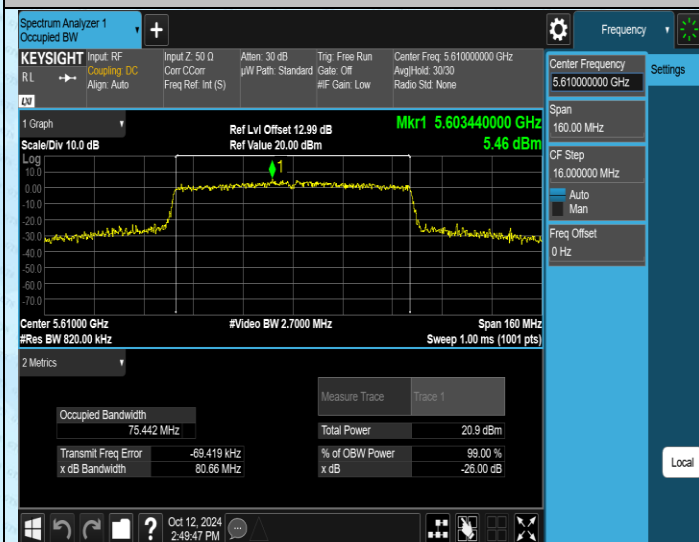 Spectrum Analyzer 1
Occupied BW
+
Frequency
KEYSIGHT
RL
LXI
Input: RF
Coupling: DC
Align: Auto
Input Z: 50 Ω
Corr CCorr
Freq Ref: Int (S)
Atten: 30 dB
µW Path: Standard
Trig: Free Run
Gate: Off
#IF Gain: Low
Center Freq: 5.610000000 GHz
Avg|Hold: 30/30
Radio Std: None
Center Frequency
5.610000000 GHz
Settings
Span
160.00 MHz
CF Step
16.000000 MHz
Auto
Man
Freq Offset
0 Hz
Local
1 Graph
Scale/Div 10.0 dB
Ref Lvl Offset 12.99 dB
Ref Value 20.00 dBm
Mkr1 5.603440000 GHz
5.46 dBm
Log
10.0
0.00
-10.0
-20.0
-30.0
-40.0
-50.0
-60.0
-70.0
1
Center 5.61000 GHz
#Res BW 820.00 kHz
#Video BW 2.7000 MHz
Span 160 MHz
Sweep 1.00 ms (1001 pts)
2 Metrics
Measure Trace
Trace 1
Occupied Bandwidth
75.442 MHz
Total Power
20.9 dBm
Transmit Freq Error
-69.419 kHz
% of OBW Power
99.00 %
x dB Bandwidth
80.66 MHz
x dB
-26.00 dB
?
Oct 12, 2024
2:49:47 PM